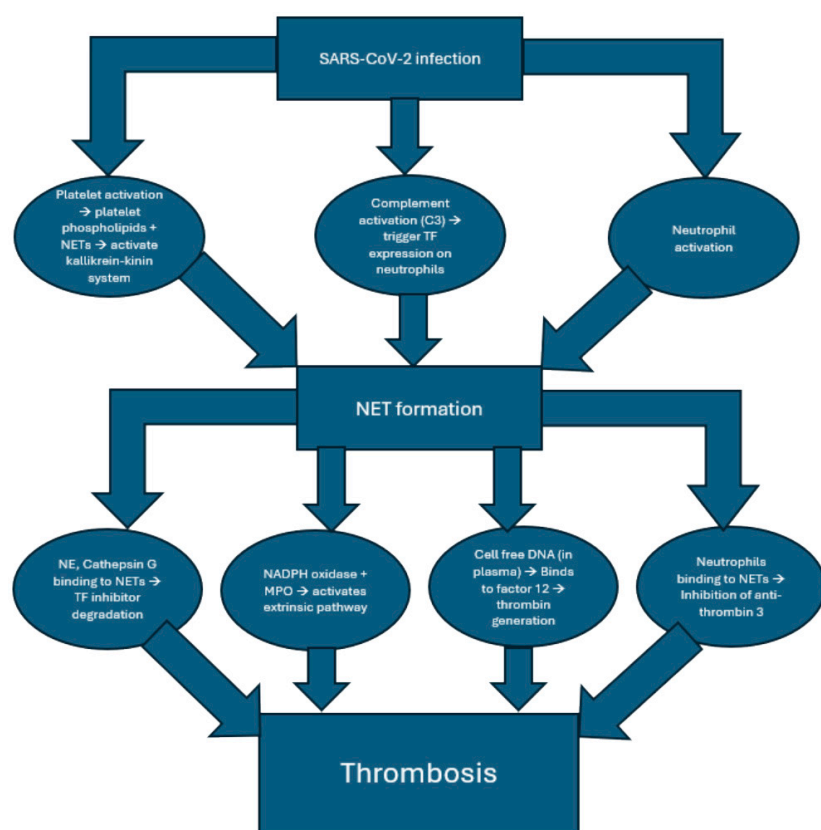 SARS-CoV-2 infection
Platelet activation
→ platelet
phospholipids +
NETs → activate
kallikrein-kinin
system
Complement
activation (C3) →
trigger TF
expression on
neutrophils
Neutrophil
activation
NET formation
NE, Cathepsin G
binding to NETs →
TF inhibitor
degradation
NADPH oxidase +
MPO → activates
extrinsic pathway
Cell free DNA (in
plasma) → Binds
to factor 12 →
thrombin
generation
Neutrophils
binding to NETs →
Inhibition of anti-
thrombin 3
Thrombosis